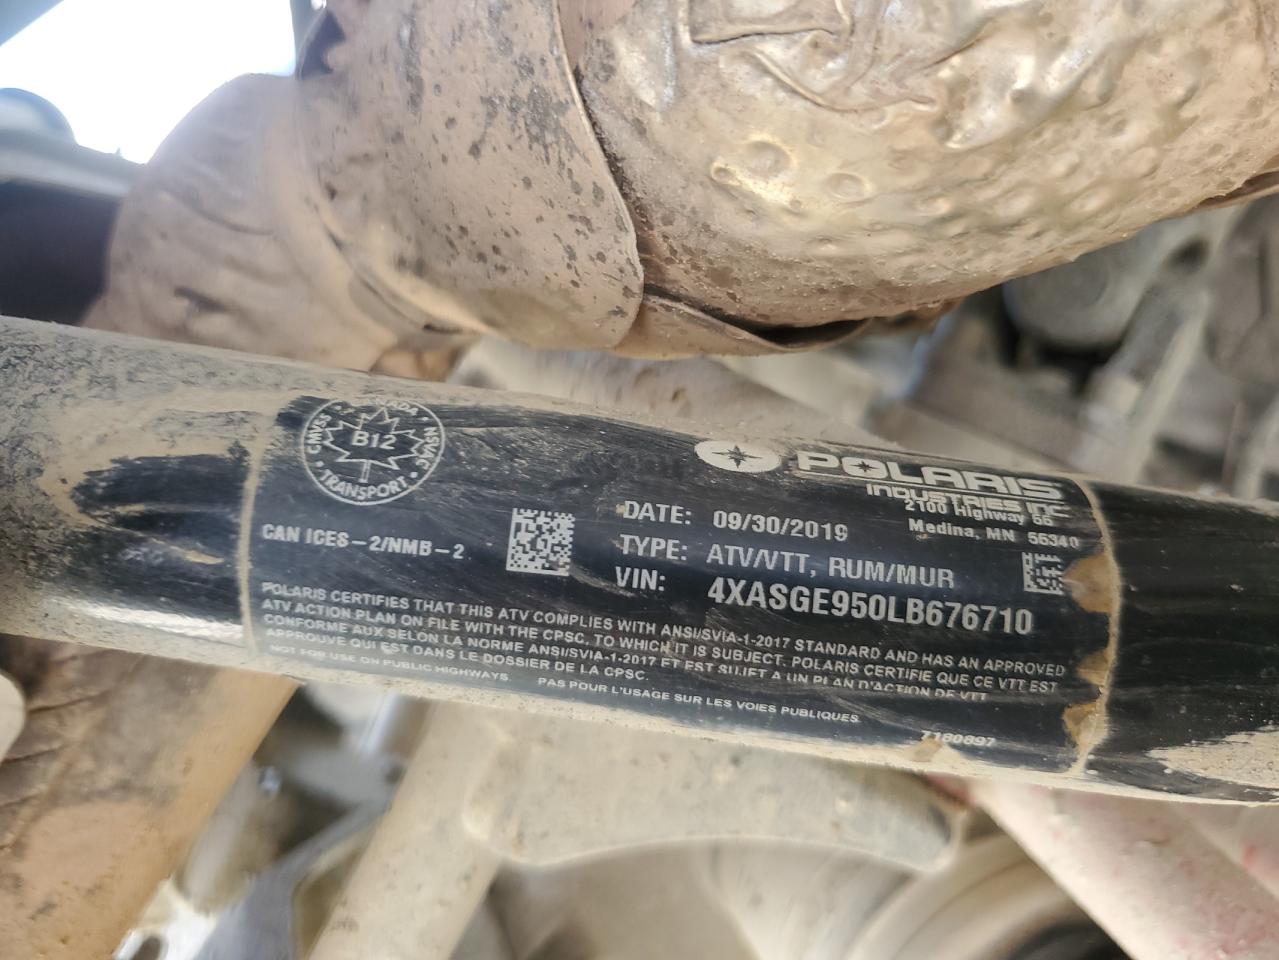 CANADA
CMVSS
NSVAC
B12
TRANSPORT
CAN ICES-2/NMB-2
POLARIS
INDUSTRIES INC
2100 Highway 55
Medina, MN 55340
DATE: 09/30/2019
TYPE: ATV/VTT, RUM/MUR
VIN: 4XASGE950LB676710
POLARIS CERTIFIES THAT THIS ATV COMPLIES WITH ANSI/SVIA-1-2017 STANDARD AND HAS AN APPROVED
ATV ACTION PLAN ON FILE WITH THE CPSC, TO WHICH IT IS SUBJECT. POLARIS CERTIFIE QUE CE VTT EST
CONFORME AUX SELON LA NORME ANSI/SVIA-1-2017 ET EST SUJET A UN PLAN D'ACTION DE VTT
APPROUVE QUI EST DANS LE DOSSIER DE LA CPSC.
NOT FOR USE ON PUBLIC HIGHWAYS PAS POUR L'USAGE SUR LES VOIES PUBLIQUES
7180897